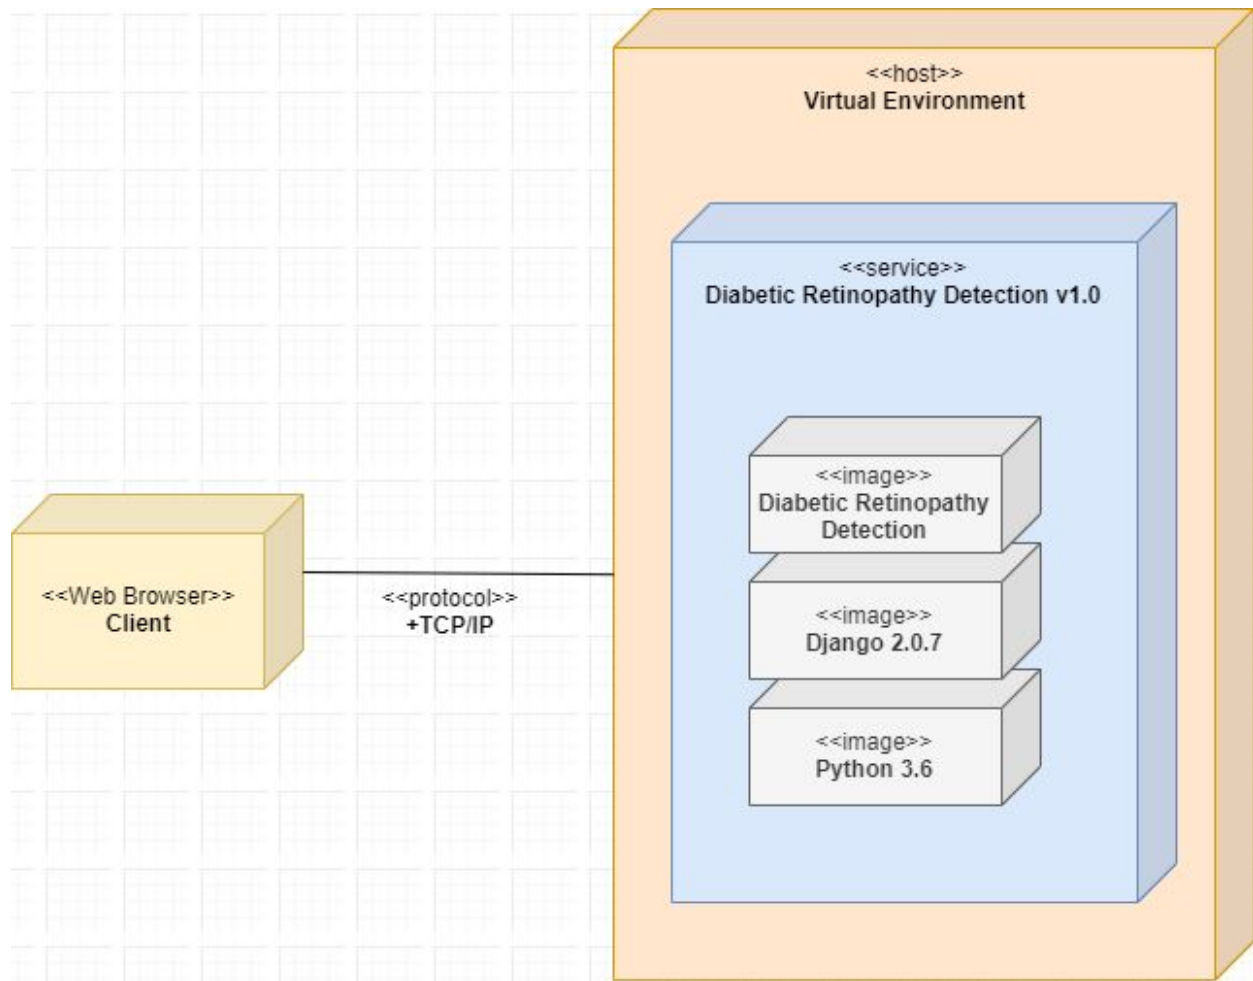 <<host>>
Virtual Environment
<<service>>
Diabetic Retinopathy Detection v1.0
<<image>>
Diabetic Retinopathy
Detection
<<Web Browser>>
Client
<<protocol>>
+TCP/IP
<<image>>
Django 2.0.7
<<image>>
Python 3.6